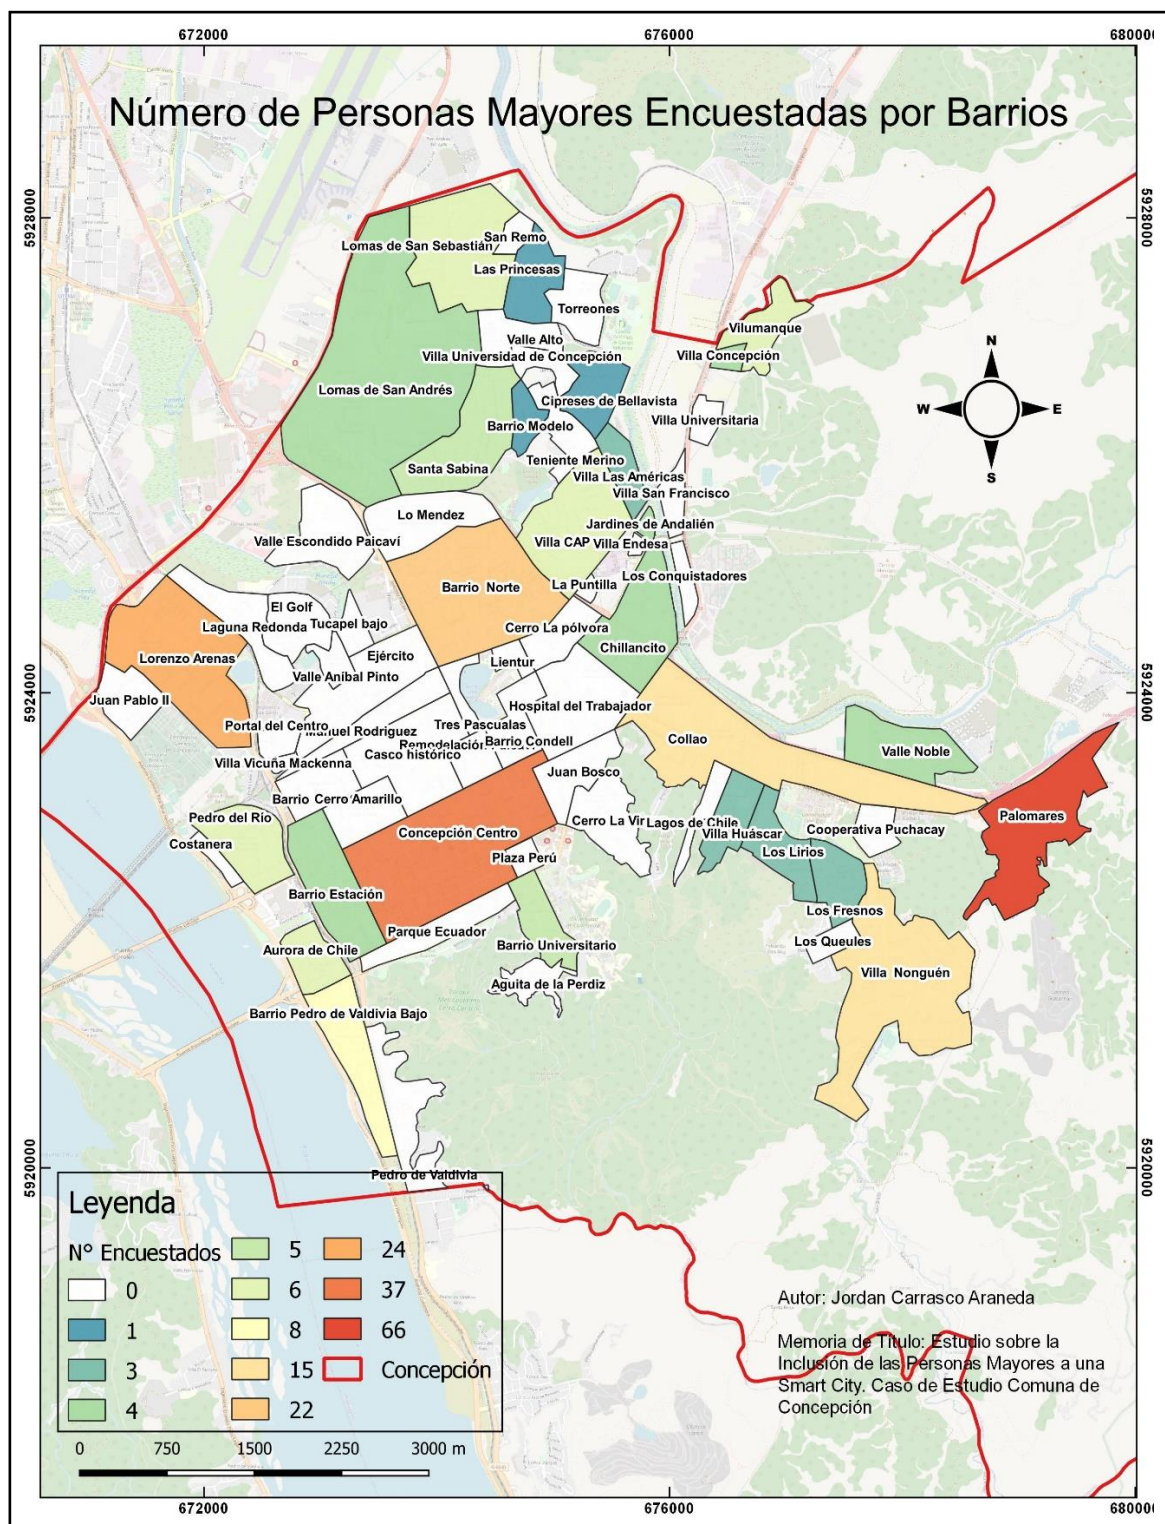 672000
676000
680000
Número de Personas Mayores Encuestadas por Barrios
5928000
5928000
San Remo
Lomas de San Sebastián
Las Princesas
Torreones
Vilumanque
Valle Alto
Villa Universidad de Concepción
Villa Concepción
N
W
E
S
Lomas de San Andrés
Cipreses de Bellavista
Villa Universitaria
Barrio Modelo
Teniente Merino
Santa Sabina
Villa Las Américas
Villa San Francisco
Lo Mendez
Jardines de Andalién
Valle Escondido Paicaví
Villa CAP
Villa Endesa
Los Conquistadores
La Puntilla
Barrio Norte
El Golf
Tucapel bajo
Laguna Redonda
Cerro La pólvora
Chillancito
Ejército
Lientur
Lorenzo Arenas
Valle Aníbal Pinto
5924000
5924000
Juan Pablo II
Hospital del Trabajador
Portal del Centro
Manuel Rodriguez
Tres Pascualas
Collao
Barrio Condell
Remodelación
Casco histórico
Valle Noble
Villa Vicuña Mackenna
Juan Bosco
Barrio Cerro Amarillo
Pedro del Río
Palomares
Cerro La Vir
Lagos de Chile
Concepción Centro
Villa Huáscar
Cooperativa Puchacay
Costanera
Plaza Perú
Los Lirios
Barrio Estación
Los Fresnos
Parque Ecuador
Los Queules
Aurora de Chile
Barrio Universitario
Villa Nonguén
Aguita de la Perdiz
Barrio Pedro de Valdivia Bajo
5920000
5920000
Pedro de Valdivia
Leyenda
N° Encuestados
0
1
3
4
5
6
8
15
22
24
37
66
Concepción
0 750 1500 2250 3000 m
Autor: Jordan Carrasco Araneda
Memoria de Titulo: Estudio sobre la
Inclusión de las Personas Mayores a una
Smart City. Caso de Estudio Comuna de
Concepción
672000
676000
680000